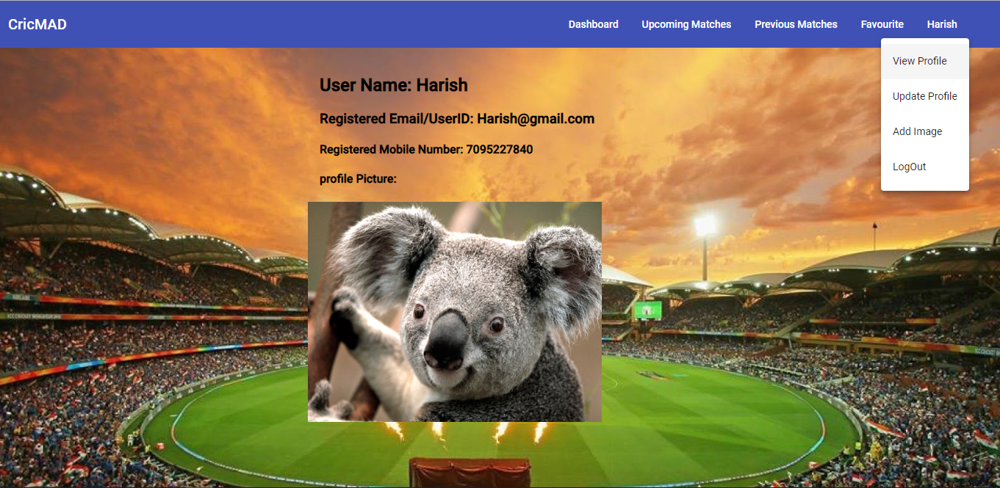 CricMAD
Dashboard
Upcoming Matches
Previous Matches
Favourite
Harish
View Profile
Update Profile
Add Image
LogOut
User Name: Harish
Registered Email/UserID: Harish@gmail.com
Registered Mobile Number: 7095227840
profile Picture: